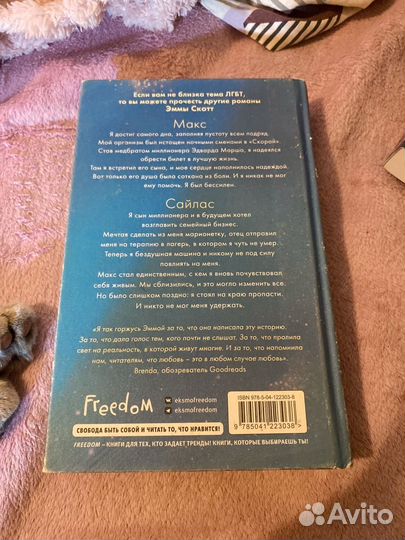 Если вам не близка тема ЛГБТ,
то вы можете прочесть другие романы
Эммы Скотт
Макс
Я достиг самого дна, заполняя пустоту всем подряд.
Мой организм был истощен ночными сменами в «Скорой».
Став медбратом миллионера Эдварда Марша, я надеялся
обрести билет в лучшую жизнь.
Там я встретил его сына, и мое сердце наполнилось надеждой.
Вот только его душа была соткана из боли. И я никак не мог
ему помочь. Я был бессилен.
Сайлас
Я сын миллионера и в будущем хотел
возглавить семейный бизнес.
Мечтая сделать из меня марионетку, отец отправил
меня на терапию в лагерь, в котором я чуть не умер.
Теперь я бездушная машина и никому не под силу
повлиять на меня.
Макс стал единственным, с кем я вновь почувствовал
себя живым. Мы сблизились, и это могло изменить все.
Но было слишком поздно: я стоял на краю пропасти.
И никто не мог меня удержать.
«Я так горжусь Эммой за то, что она написала эту историю.
За то, что дала голос тем, кого почти не слышат. За то, что пролила
свет на реальность, в которой живут многие. И за то, что напомнила
нам, читателям, что любовь – это в любом случае любовь».
Brenda, обозреватель Goodreads
Freedom
eksmofreedom
eksmofreedom
ISBN 978-5-04-122303-8
9 785041 223038 >
СВОБОДА БЫТЬ СОБОЙ И ЧИТАТЬ ТО, ЧТО НРАВИТСЯ!
FREEDOM – КНИГИ ДЛЯ ТЕХ, КТО ЗАДАЕТ ТРЕНДЫ! КНИГИ, КОТОРЫЕ ВЫБИРАЕШЬ ТЫ!
Avito